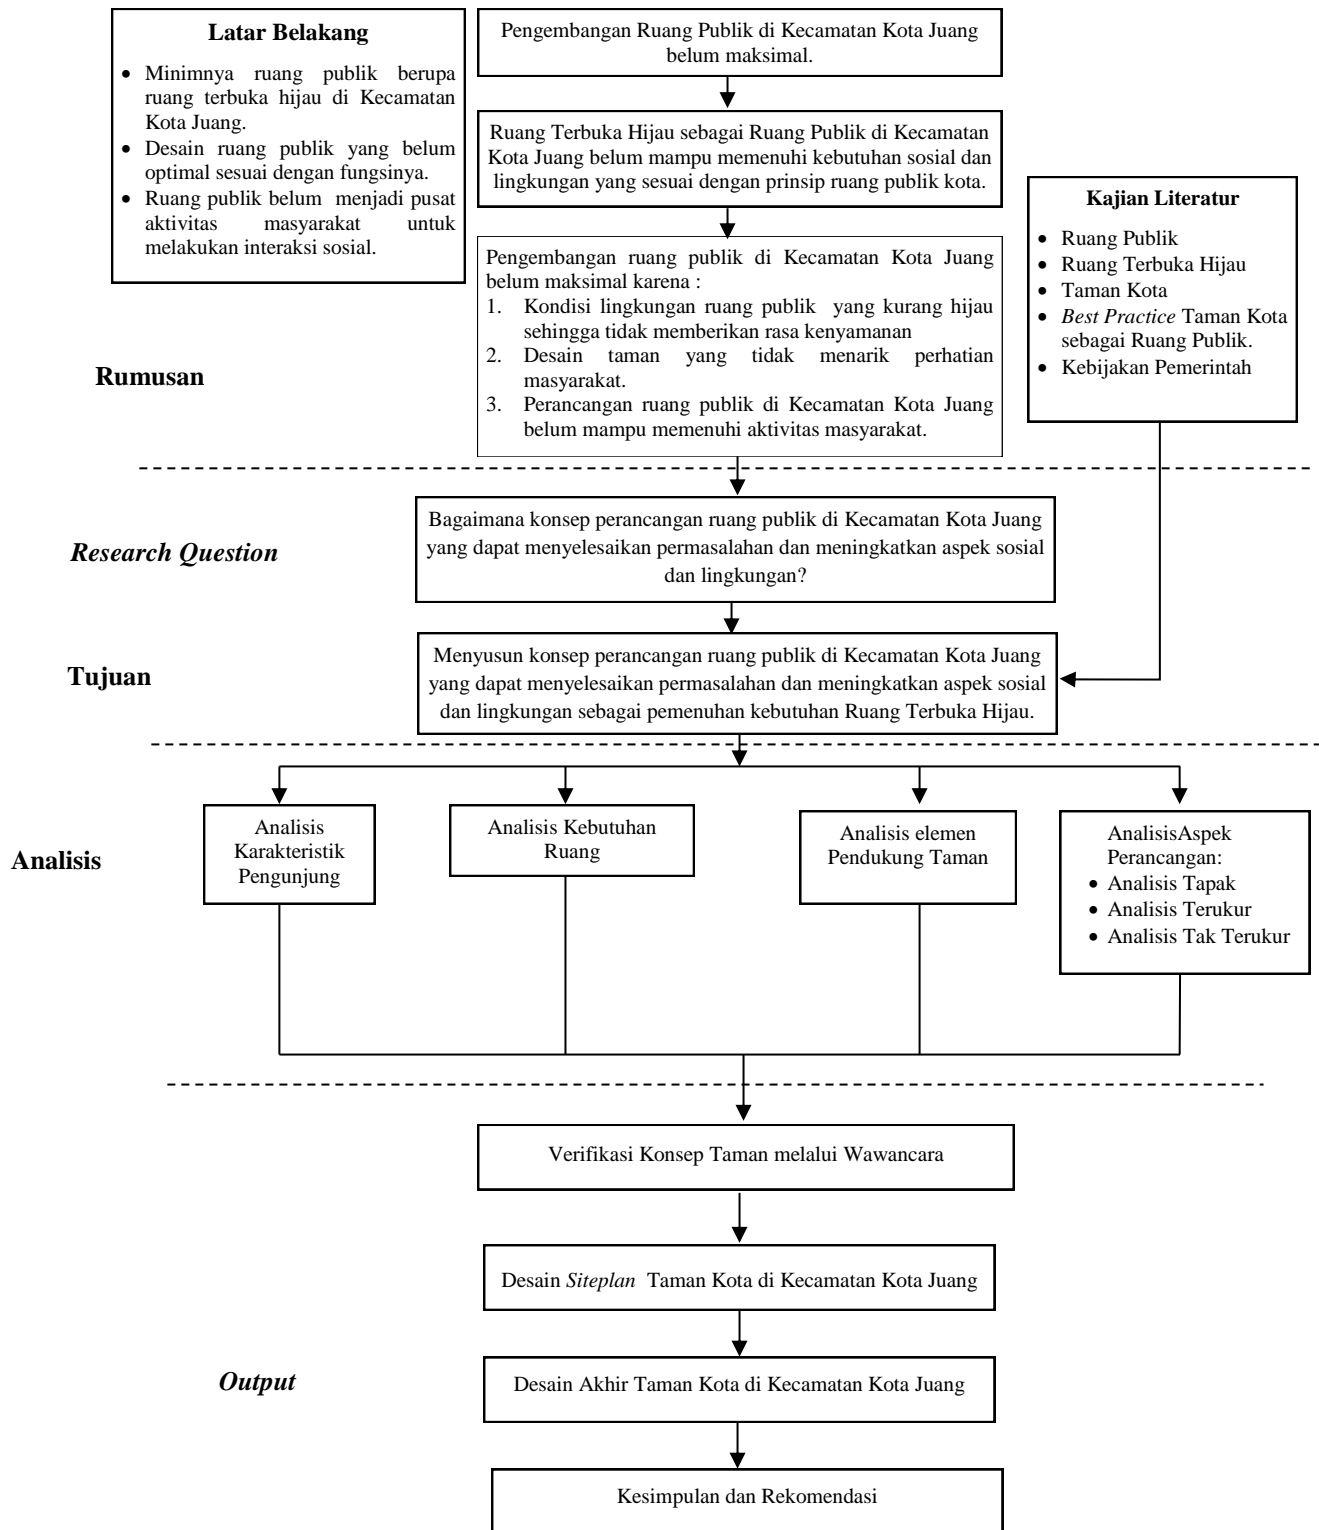 Latar Belakang
• Minimnya ruang publik berupa
ruang terbuka hijau di Kecamatan
Kota Juang.
• Desain ruang publik yang belum
optimal sesuai dengan fungsinya.
• Ruang publik belum menjadi pusat
aktivitas masyarakat untuk
melakukan interaksi sosial.
Pengembangan Ruang Publik di Kecamatan Kota Juang
belum maksimal.
Ruang Terbuka Hijau sebagai Ruang Publik di Kecamatan
Kota Juang belum mampu memenuhi kebutuhan sosial dan
lingkungan yang sesuai dengan prinsip ruang publik kota.
Kajian Literatur
• Ruang Publik
• Ruang Terbuka Hijau
• Taman Kota
• Best Practice Taman Kota
sebagai Ruang Publik.
• Kebijakan Pemerintah
Rumusan
Pengembangan ruang publik di Kecamatan Kota Juang
belum maksimal karena :
1. Kondisi lingkungan ruang publik yang kurang hijau
sehingga tidak memberikan rasa kenyamanan
2. Desain taman yang tidak menarik perhatian
masyarakat.
3. Perancangan ruang publik di Kecamatan Kota Juang
belum mampu memenuhi aktivitas masyarakat.
Research Question
Bagaimana konsep perancangan ruang publik di Kecamatan Kota Juang
yang dapat menyelesaikan permasalahan dan meningkatkan aspek sosial
dan lingkungan?
Tujuan
Menyusun konsep perancangan ruang publik di Kecamatan Kota Juang
yang dapat menyelesaikan permasalahan dan meningkatkan aspek sosial
dan lingkungan sebagai pemenuhan kebutuhan Ruang Terbuka Hijau.
Analisis
Analisis
Karakteristik
Pengunjung
Analisis Kebutuhan
Ruang
Analisis elemen
Pendukung Taman
AnalisisAspek
Perancangan:
• Analisis Tapak
• Analisis Terukur
• Analisis Tak Terukur
Verifikasi Konsep Taman melalui Wawancara
Desain Siteplan Taman Kota di Kecamatan Kota Juang
Output
Desain Akhir Taman Kota di Kecamatan Kota Juang
Kesimpulan dan Rekomendasi